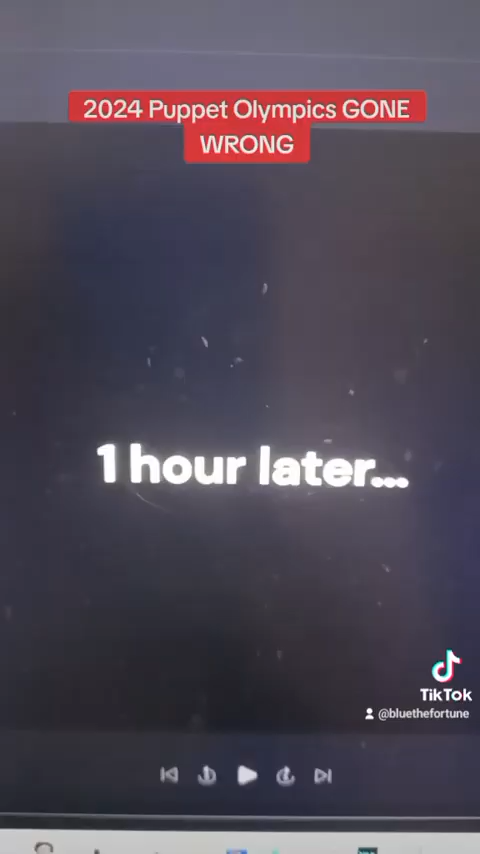 2024 Puppet Olympics GONE
WRONG
1 hour later...
TikTok
@bluethefortune